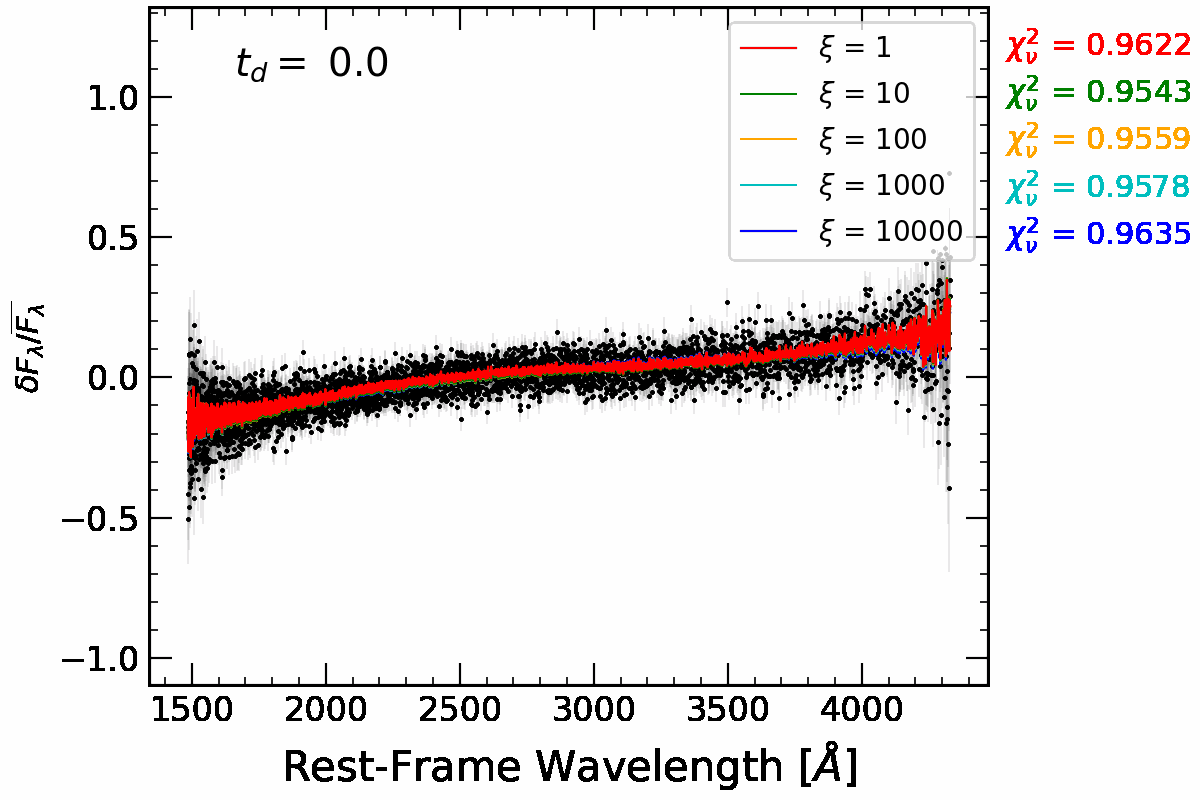 t_d = 0.0
ξ = 1
ξ = 10
ξ = 100
ξ = 1000
ξ = 10000
χ²_ν = 0.9622
χ²_ν = 0.9543
χ²_ν = 0.9559
χ²_ν = 0.9578
χ²_ν = 0.9635
1.0
0.5
0.0
−0.5
−1.0
δF_λ/F̅_λ
1500 2000 2500 3000 3500 4000
Rest-Frame Wavelength [Å]